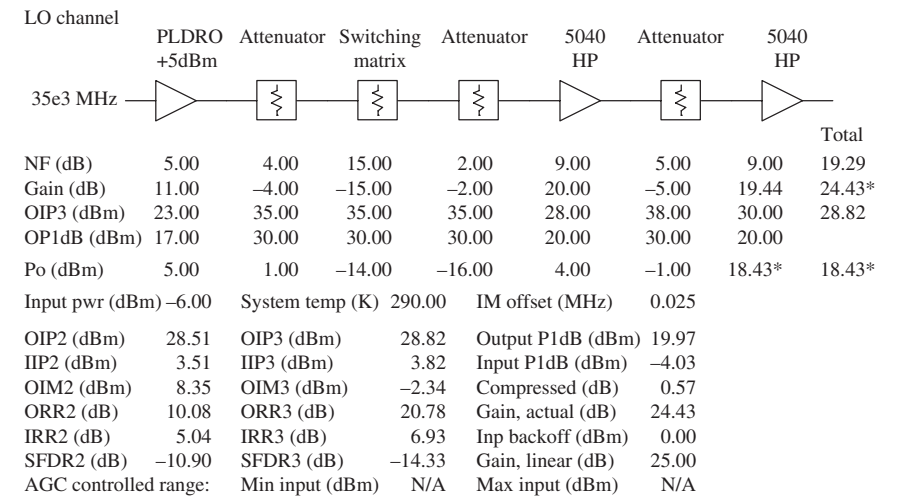 LO channel
PLDRO Attenuator Switching Attenuator 5040 Attenuator 5040
+5dBm matrix HP HP
35e3 MHz
Total
NF (dB) 5.00 4.00 15.00 2.00 9.00 5.00 9.00 19.29
Gain (dB) 11.00 –4.00 –15.00 –2.00 20.00 –5.00 19.44 24.43*
OIP3 (dBm) 23.00 35.00 35.00 35.00 28.00 38.00 30.00 28.82
OP1dB (dBm) 17.00 30.00 30.00 30.00 20.00 30.00 20.00
Po (dBm) 5.00 1.00 –14.00 –16.00 4.00 –1.00 18.43* 18.43*
Input pwr (dBm) –6.00 System temp (K) 290.00 IM offset (MHz) 0.025
OIP2 (dBm) 28.51 OIP3 (dBm) 28.82 Output P1dB (dBm) 19.97
IIP2 (dBm) 3.51 IIP3 (dBm) 3.82 Input P1dB (dBm) –4.03
OIM2 (dBm) 8.35 OIM3 (dBm) –2.34 Compressed (dB) 0.57
ORR2 (dB) 10.08 ORR3 (dB) 20.78 Gain, actual (dB) 24.43
IRR2 (dB) 5.04 IRR3 (dB) 6.93 Inp backoff (dBm) 0.00
SFDR2 (dB) –10.90 SFDR3 (dB) –14.33 Gain, linear (dB) 25.00
AGC controlled range: Min input (dBm) N/A Max input (dBm) N/A